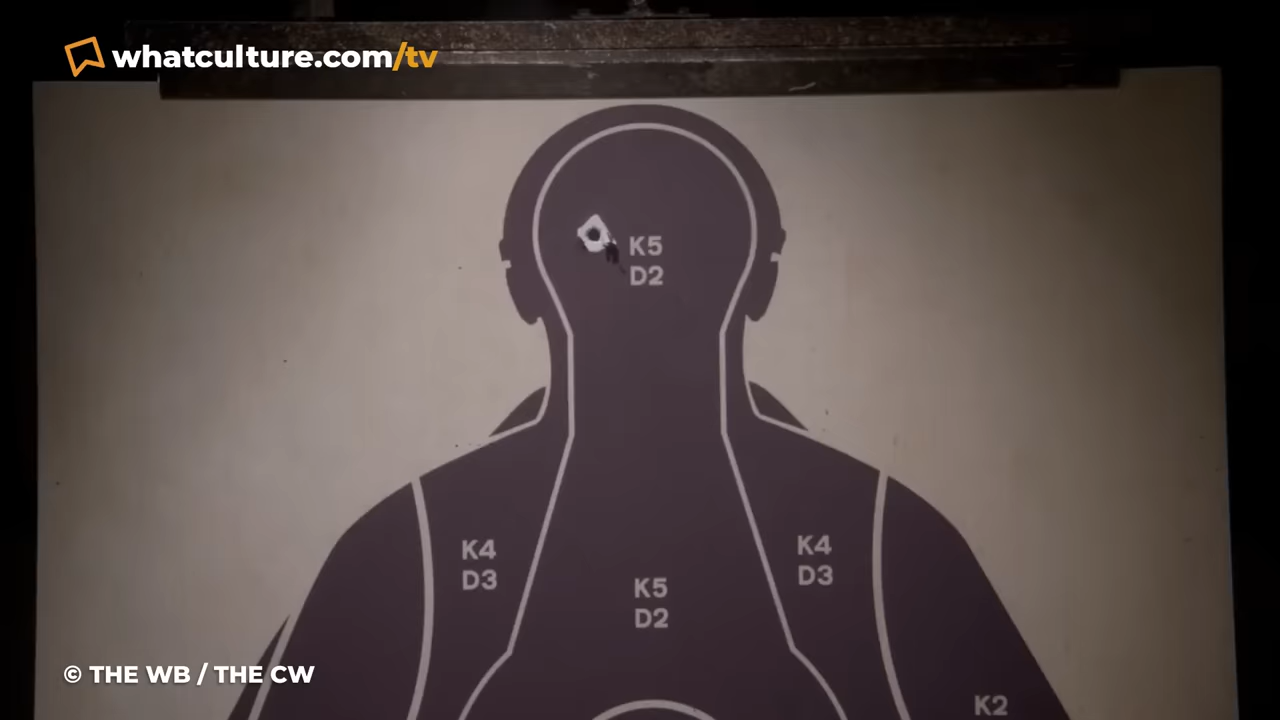 whatculture.com/tv
K5
D2
K4
D3
K4
D3
K5
D2
K2
© THE WB / THE CW